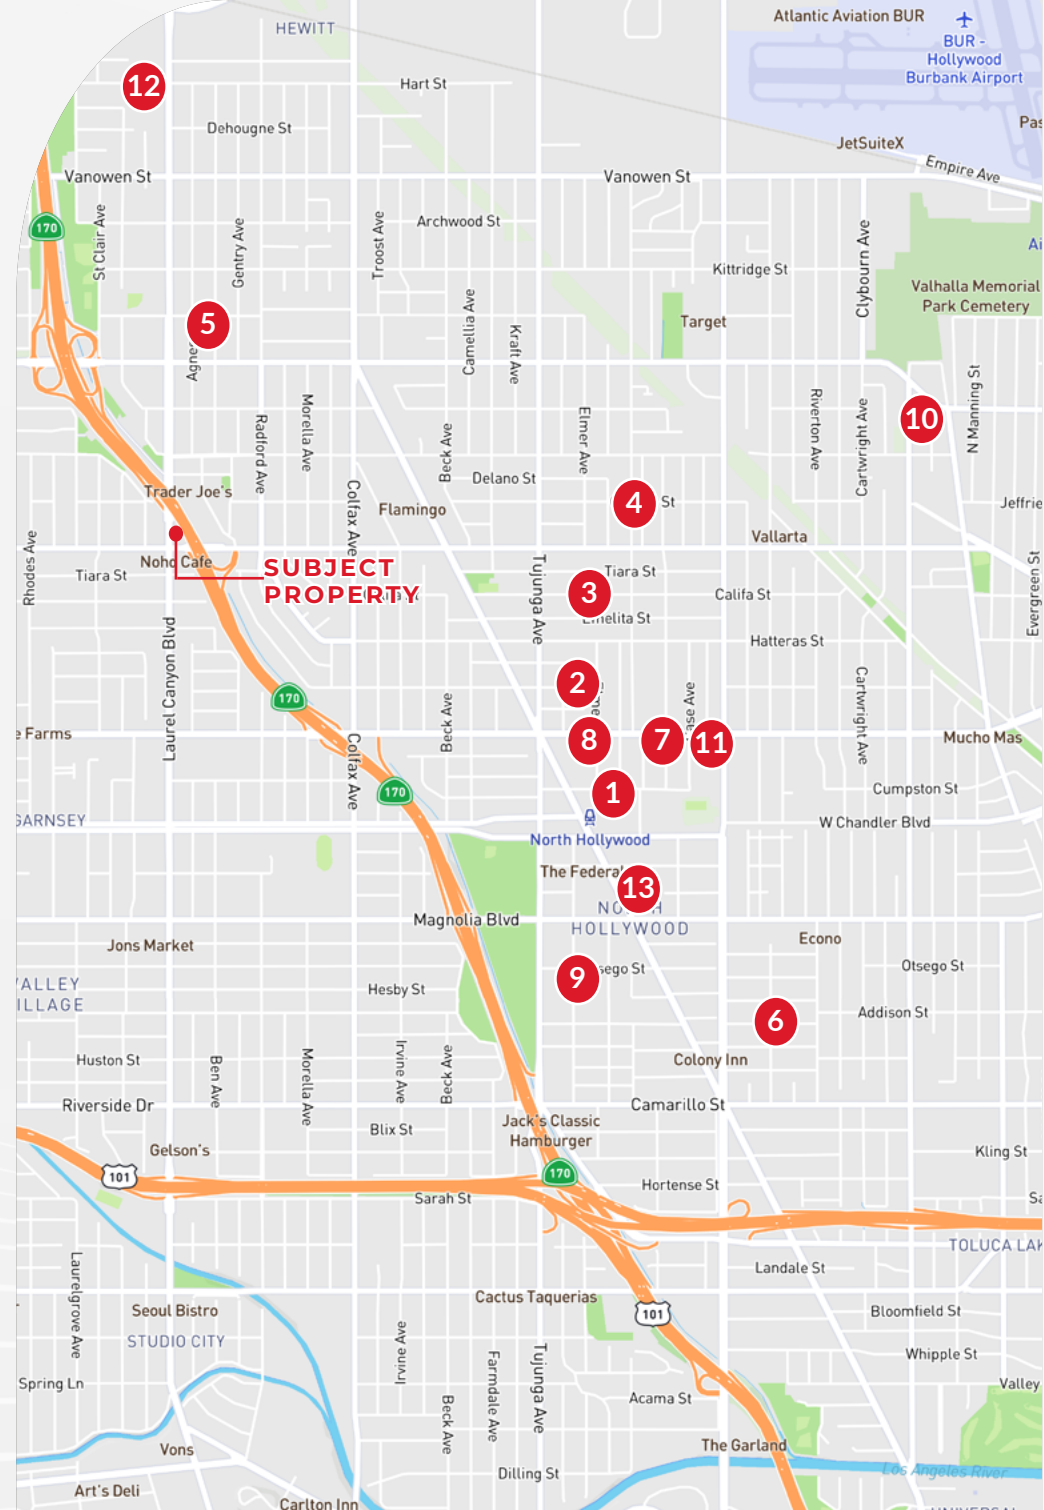 Atlantic Aviation BUR
HEWITT
BUR -
Hollywood
Burbank Airport
12
Hart St
Dehougne St
JetSuiteX
Empire Ave
Vanowen St
Vanowen St
170
St Clair Ave
Gentry Ave
Troost Ave
Archwood St
Clybourn Ave
Kittridge St
Valhalla Memorial
Park Cemetery
5
Camellia Ave
Kraft Ave
Target
Radford Ave
Morella Ave
Beck Ave
Elmer Ave
Riverton Ave
Cartwright Ave
10
N Manning St
Delano St
Trader Joe's
Colfax Ave
Flamingo
4
St
Vallarta
Rhodes Ave
Noho Cafe
Tiara St
SUBJECT
PROPERTY
Tujunga Ave
Tiara St
3
Califa St
Evergreen St
Hatteras St
Laurel Canyon Blvd
2
170
Beck Ave
Cartwright Ave
Colfax Ave
8
7
11
Mucho Mas
1
170
Cumpston St
W Chandler Blvd
North Hollywood
The Federal
13
NORTH
HOLLYWOOD
Magnolia Blvd
Jons Market
Econo
Otsego St
9
Hesby St
6
Addison St
Huston St
Ben Ave
Morella Ave
Irvine Ave
Beck Ave
Colony Inn
Riverside Dr
Camarillo St
Blix St
Jack's Classic
Hamburger
Gelson's
Kling St
101
170
Sarah St
Hortense St
Laurelgrove Ave
Landale St
Cactus Taquerias
Seoul Bistro
101
Bloomfield St
STUDIO CITY
Irvine Ave
Farmdale Ave
Tujunga Ave
Whipple St
Spring Ln
Beck Ave
Acama St
Valley
Vons
The Garland
Dilling St
Los Angeles River
Art's Deli
Carlton Inn